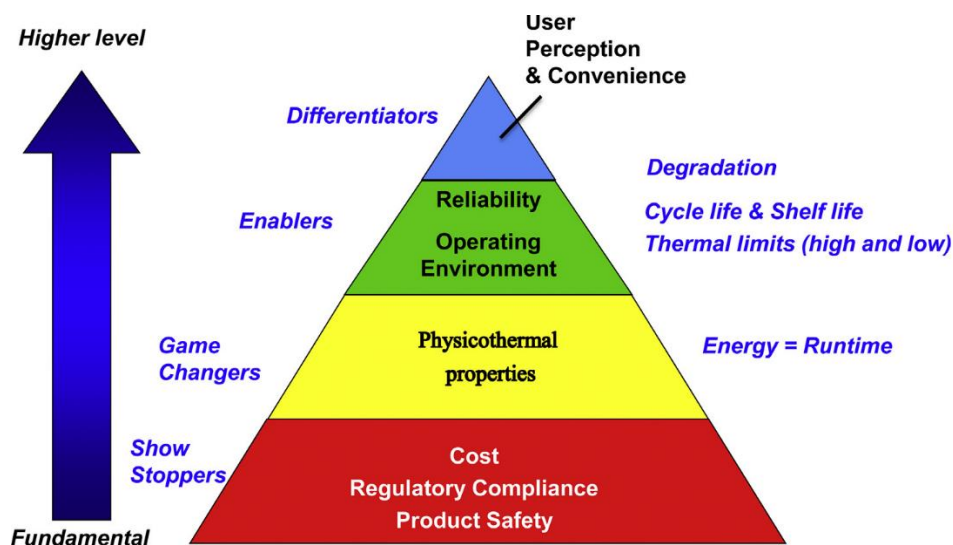 Higher level
User
Perception
& Convenience
Differentiators
Degradation
Enablers
Reliability
Cycle life & Shelf life
Operating
Environment
Thermal limits (high and low)
Game
Changers
Physicothermal
properties
Energy = Runtime
Show
Stoppers
Cost
Regulatory Compliance
Product Safety
Fundamental